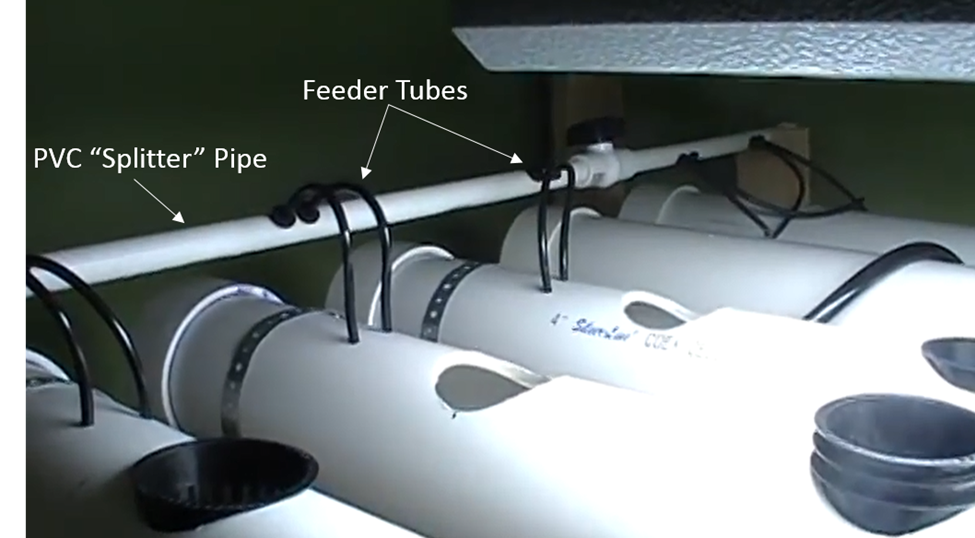 Feeder Tubes
PVC “Splitter” Pipe
4"